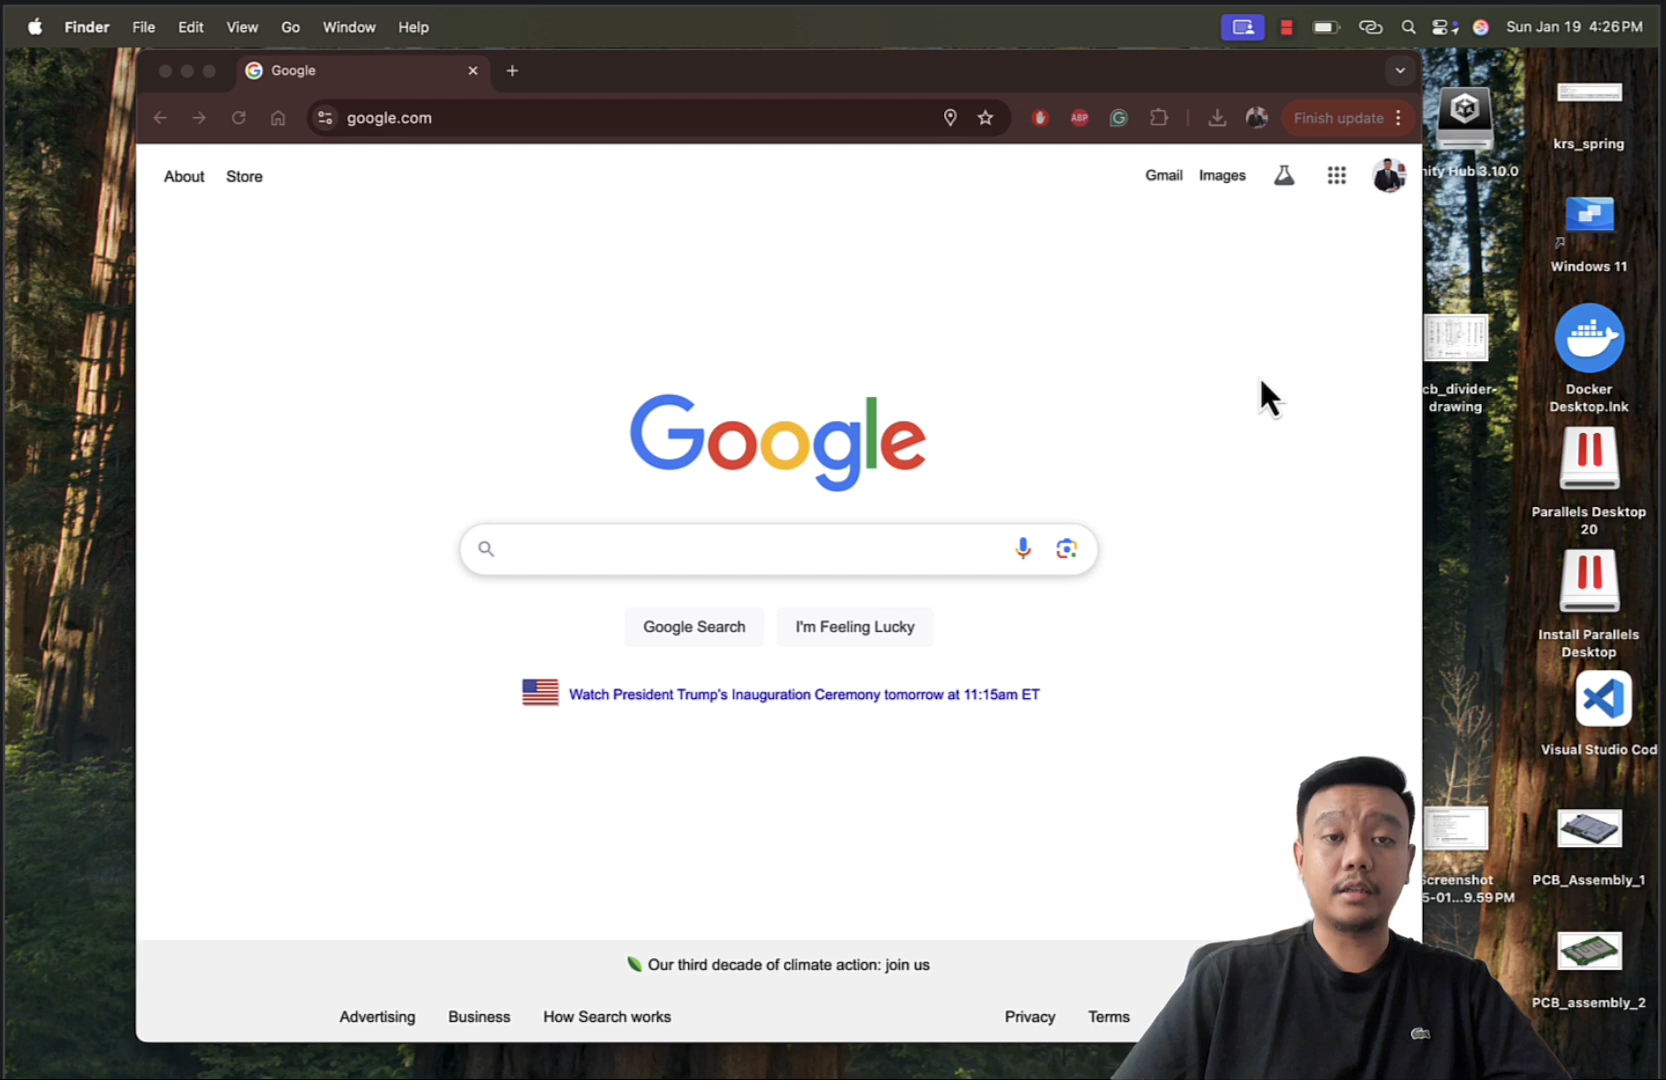 Finder File Edit View Go Window Help
Sun Jan 19 4:26 PM
Google
google.com
ABP
Finish update
About Store
Gmail Images
Google
Google Search
I'm Feeling Lucky
Watch President Trump's Inauguration Ceremony tomorrow at 11:15am ET
Our third decade of climate action: join us
Advertising Business How Search works
Privacy Terms
nity Hub 3.10.0
krs_spring
Windows 11
cb_divider-
drawing
Docker
Desktop.lnk
Parallels Desktop
20
Install Parallels
Desktop
Visual Studio Cod
Screenshot
5-01...9.59 PM
PCB_Assembly_1
PCB_assembly_2